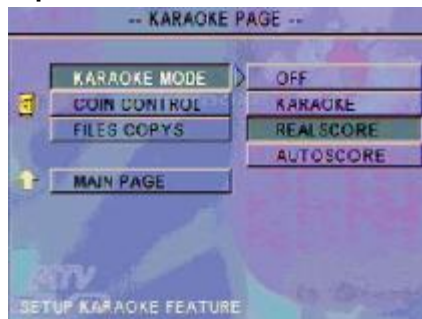 -- KARAOKE PAGE --
KARAOKE MODE
OFF
COIN CONTROL
KARAOKE
FILES COPYS
REALSCORE
AUTOSCORE
MAIN PAGE
SETUP KARAOKE FEATURE